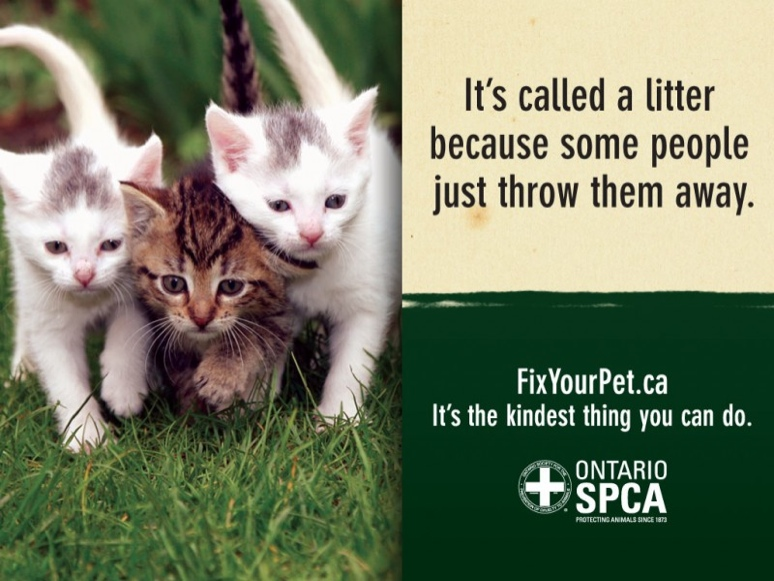 It's called a litter
because some people
just throw them away.
FixYourPet.ca
It's the kindest thing you can do.
ONTARIO
SPCA
PROTECTING ANIMALS SINCE 1873